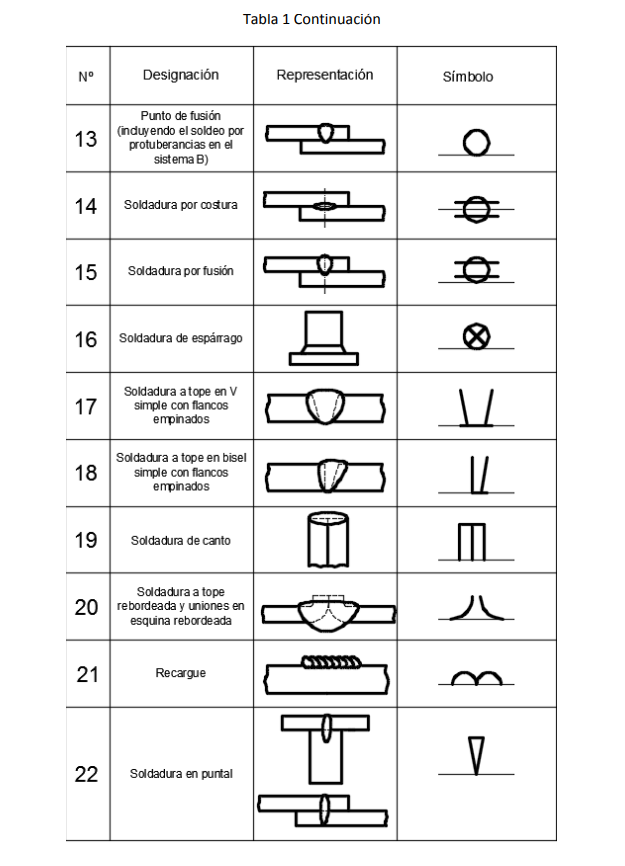 Tabla 1 Continuación
Nº Designación Representación Símbolo
13
Punto de fusión
(incluyendo el soldeo por
protuberancias en el
sistema B)
14
Soldadura por costura
15
Soldadura por fusión
16
Soldadura de espárrago
17
Soldadura a tope en V
simple con flancos
empinados
18
Soldadura a tope en bisel
simple con flancos
empinados
19
Soldadura de canto
20
Soldadura a tope
rebordeada y uniones en
esquina rebordeada
21
Recargue
22
Soldadura en puntal